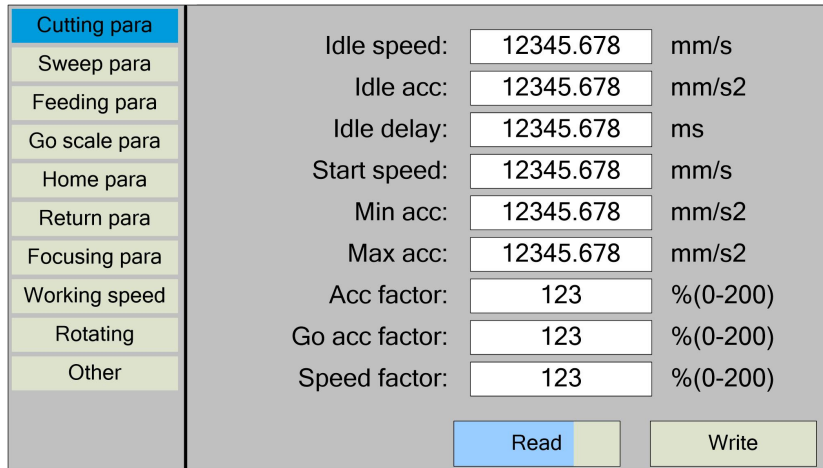 Cutting para
Sweep para
Feeding para
Go scale para
Home para
Return para
Focusing para
Working speed
Rotating
Other
Idle speed: 12345.678 mm/s
Idle acc: 12345.678 mm/s2
Idle delay: 12345.678 ms
Start speed: 12345.678 mm/s
Min acc: 12345.678 mm/s2
Max acc: 12345.678 mm/s2
Acc factor: 123 %(0-200)
Go acc factor: 123 %(0-200)
Speed factor: 123 %(0-200)
Read Write